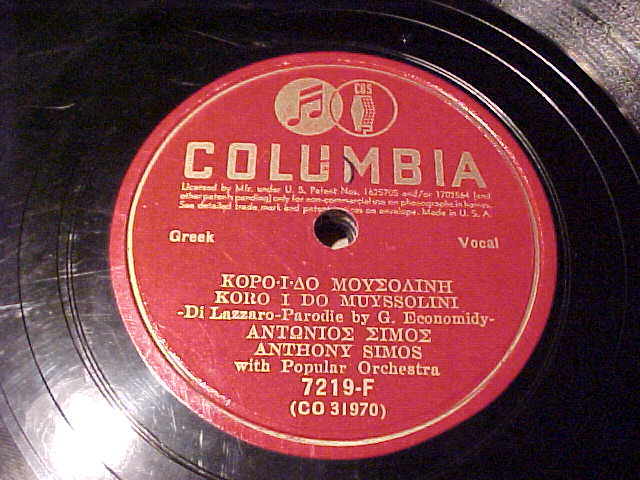 CBS
COLUMBIA
Licensed by Mfr. under U. S. Patent Nos. 1625705 and/or 1702564 (and
other patents pending) only for non-commercial use on phonographs in homes.
See detailed trade mark and patent notices on envelope. Made in U. S. A.
Greek Vocal
ΚΟΡΟ·Ι·ΔΟ ΜΟΥΣΟΛΙΝΗ
KORO I DO MUYSSOLINI
-Di Lazzaro-Parodie by G. Economidy-
ΑΝΤΩΝΙΟΣ ΣΙΜΟΣ
ANTHONY SIMOS
with Popular Orchestra
7219-F
(CO 31970)